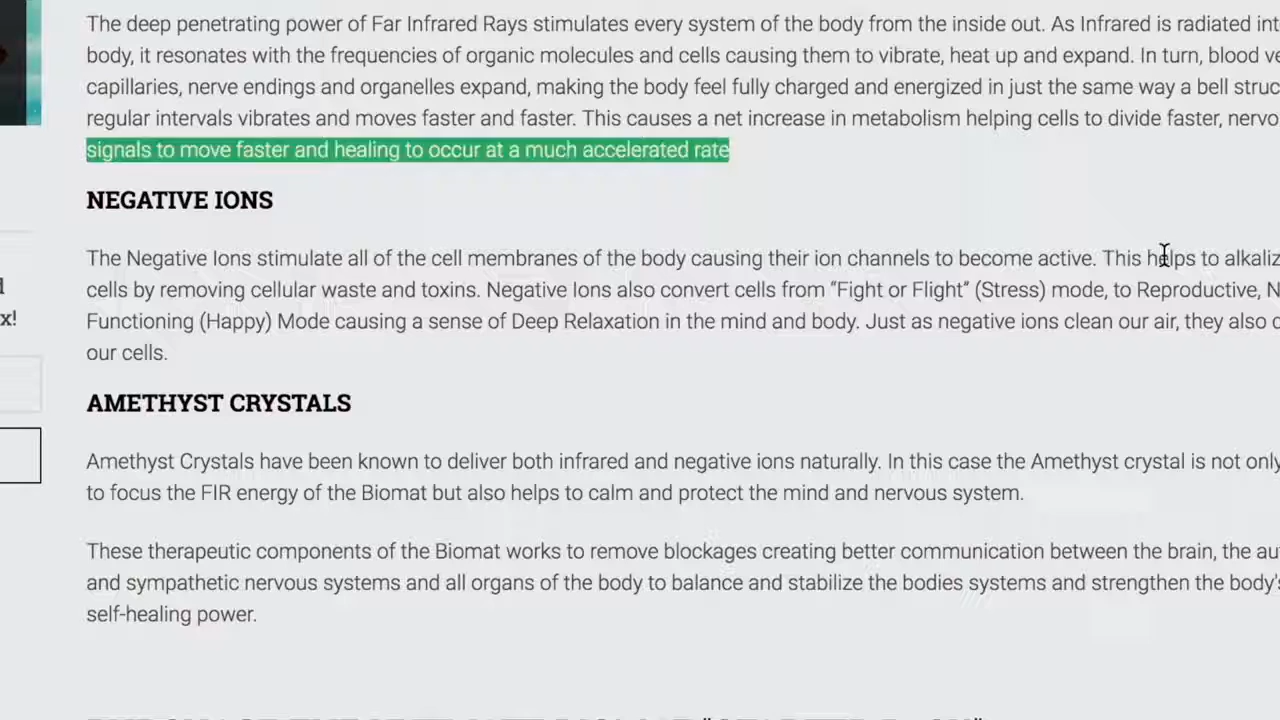 The deep penetrating power of Far Infrared Rays stimulates every system of the body from the inside out. As Infrared is radiated int
body, it resonates with the frequencies of organic molecules and cells causing them to vibrate, heat up and expand. In turn, blood ve
capillaries, nerve endings and organelles expand, making the body feel fully charged and energized in just the same way a bell struc
regular intervals vibrates and moves faster and faster. This causes a net increase in metabolism helping cells to divide faster, nervo
signals to move faster and healing to occur at a much accelerated rate
NEGATIVE IONS
The Negative Ions stimulate all of the cell membranes of the body causing their ion channels to become active. This helps to alkaliz
cells by removing cellular waste and toxins. Negative Ions also convert cells from “Fight or Flight” (Stress) mode, to Reproductive, N
Functioning (Happy) Mode causing a sense of Deep Relaxation in the mind and body. Just as negative ions clean our air, they also c
our cells.
x!
AMETHYST CRYSTALS
Amethyst Crystals have been known to deliver both infrared and negative ions naturally. In this case the Amethyst crystal is not only
to focus the FIR energy of the Biomat but also helps to calm and protect the mind and nervous system.
These therapeutic components of the Biomat works to remove blockages creating better communication between the brain, the au
and sympathetic nervous systems and all organs of the body to balance and stabilize the bodies systems and strengthen the body's
self-healing power.